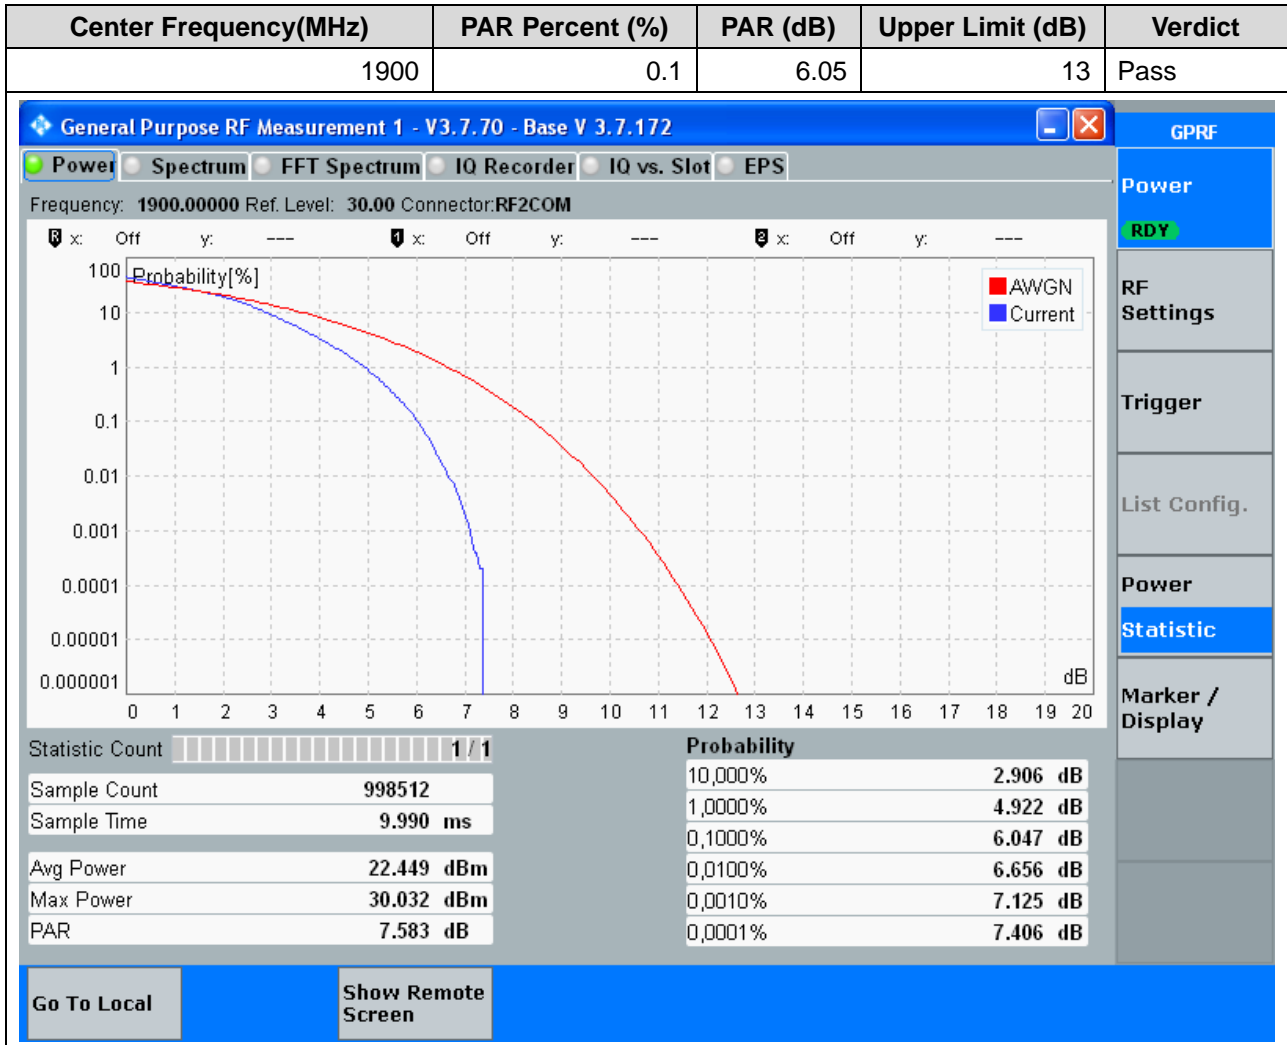 Center Frequency(MHz) PAR Percent (%) PAR (dB) Upper Limit (dB) Verdict
1900 0.1 6.05 13 Pass
General Purpose RF Measurement 1 - V3.7.70 - Base V 3.7.172
GPRF
Power Spectrum FFT Spectrum IQ Recorder IQ vs. Slot EPS
Frequency: 1900.00000 Ref. Level: 30.00 Connector:RF2COM
R x: Off y: --- 1 x: Off y: --- 2 x: Off y: ---
Probability[%]
AWGN
Current
100
10
1
0.1
0.01
0.001
0.0001
0.00001
0.000001
dB
0 1 2 3 4 5 6 7 8 9 10 11 12 13 14 15 16 17 18 19 20
Statistic Count 1 / 1
Sample Count 998512
Sample Time 9.990 ms
Avg Power 22.449 dBm
Max Power 30.032 dBm
PAR 7.583 dB
Probability
10,000% 2.906 dB
1,0000% 4.922 dB
0,1000% 6.047 dB
0,0100% 6.656 dB
0,0010% 7.125 dB
0,0001% 7.406 dB
Power
RDY
RF
Settings
Trigger
List Config.
Power
Statistic
Marker /
Display
Go To Local
Show Remote
Screen